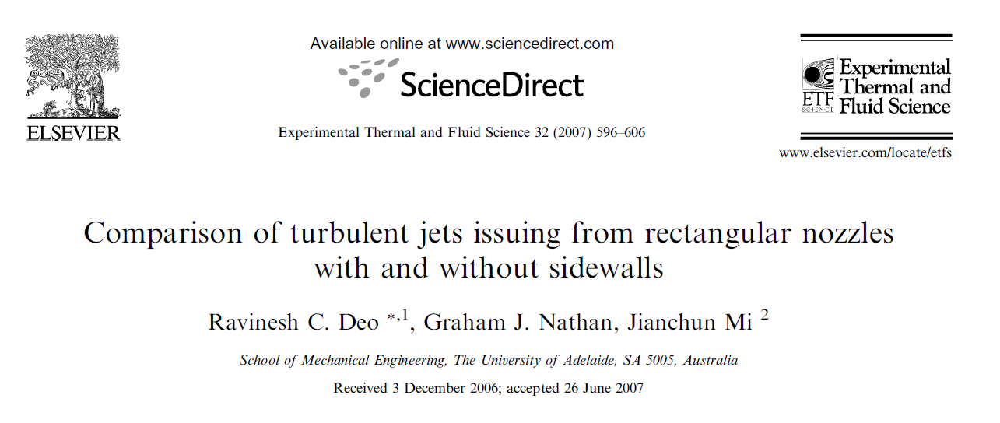 Available online at www.sciencedirect.com
ScienceDirect
ELSEVIER
Experimental Thermal and Fluid Science 32 (2007) 596–606
ETF
SCIENCE
Experimental
Thermal and
Fluid Science
www.elsevier.com/locate/etfs
Comparison of turbulent jets issuing from rectangular nozzles
with and without sidewalls
Ravinesh C. Deo *,1, Graham J. Nathan, Jianchun Mi 2
School of Mechanical Engineering, The University of Adelaide, SA 5005, Australia
Received 3 December 2006; accepted 26 June 2007